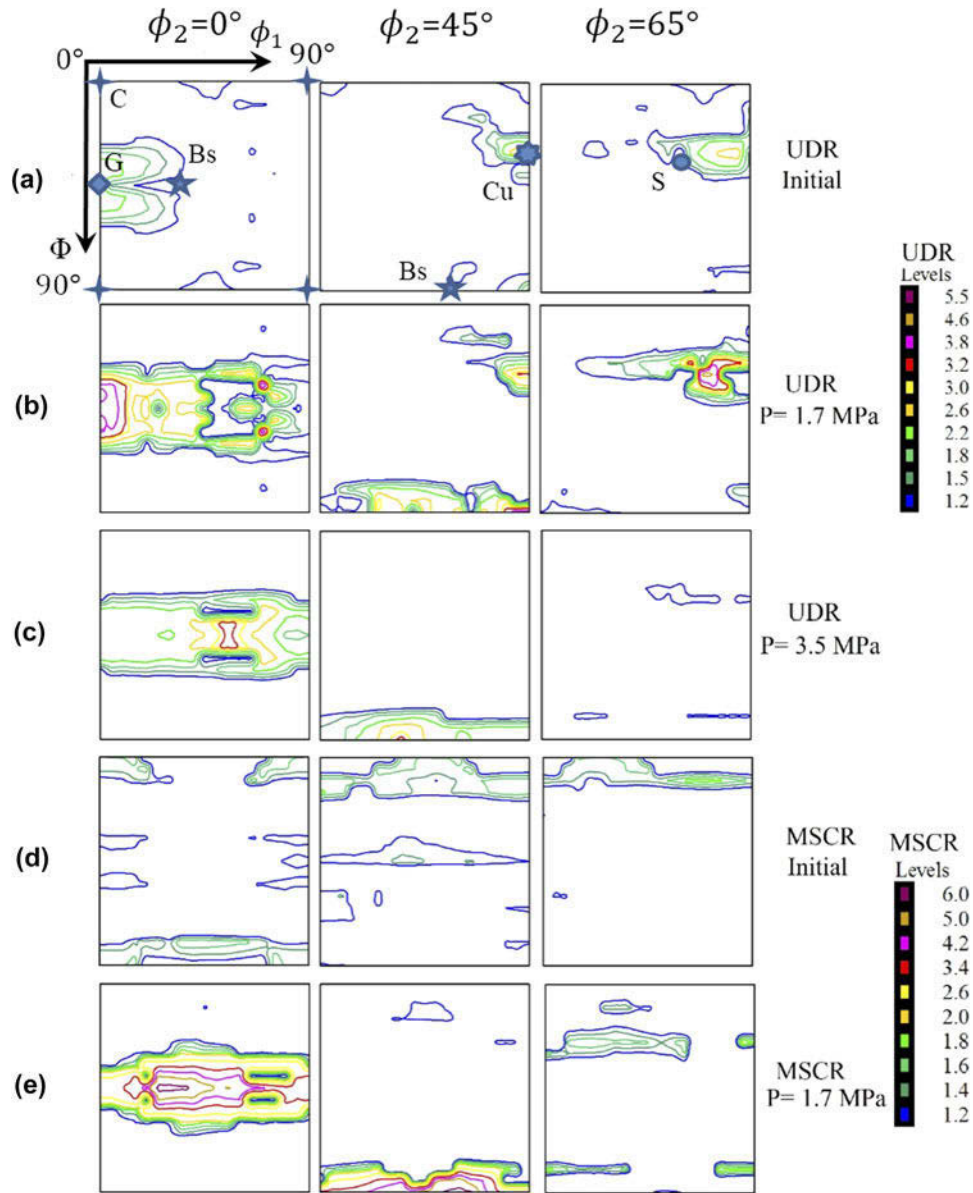 ϕ₂=0° ϕ₂=45° ϕ₂=65°
0° ϕ₁ 90°
C
G Bs
(a)
Φ
90°
Cu
Bs
S
UDR
Initial
UDR
Levels
5.5
4.6
3.8
3.2
3.0
2.6
2.2
1.8
1.5
1.2
(b)
UDR
P= 1.7 MPa
(c)
UDR
P= 3.5 MPa
(d)
MSCR
Initial
MSCR
Levels
6.0
5.0
4.2
3.4
2.6
2.0
1.8
1.6
1.4
1.2
(e)
MSCR
P= 1.7 MPa